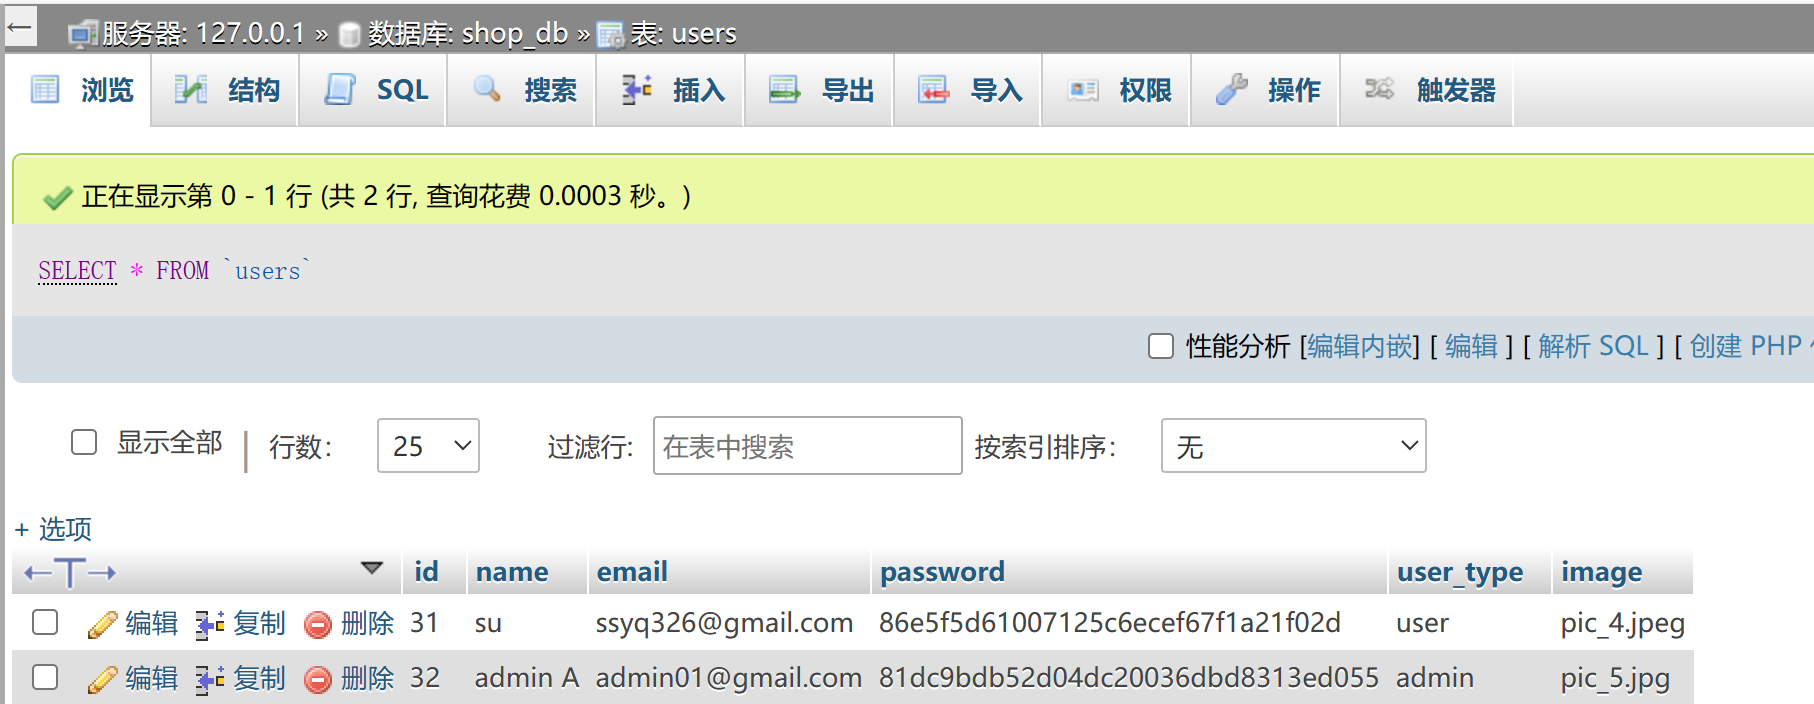 ← 服务器: 127.0.0.1 » 数据库: shop_db » 表: users
浏览 结构 SQL 搜索 插入 导出 导入 权限 操作 触发器
正在显示第 0 - 1 行 (共 2 行, 查询花费 0.0003 秒。)
SELECT * FROM `users`
性能分析 [编辑内嵌] [ 编辑 ] [ 解析 SQL ] [ 创建 PHP
显示全部 | 行数： 25 过滤行: 在表中搜索 按索引排序： 无
+ 选项
←T→ id name email password user_type image
编辑 复制 删除 31 su ssyq326@gmail.com 86e5f5d61007125c6ecef67f1a21f02d user pic_4.jpeg
编辑 复制 删除 32 admin A admin01@gmail.com 81dc9bdb52d04dc20036dbd8313ed055 admin pic_5.jpg